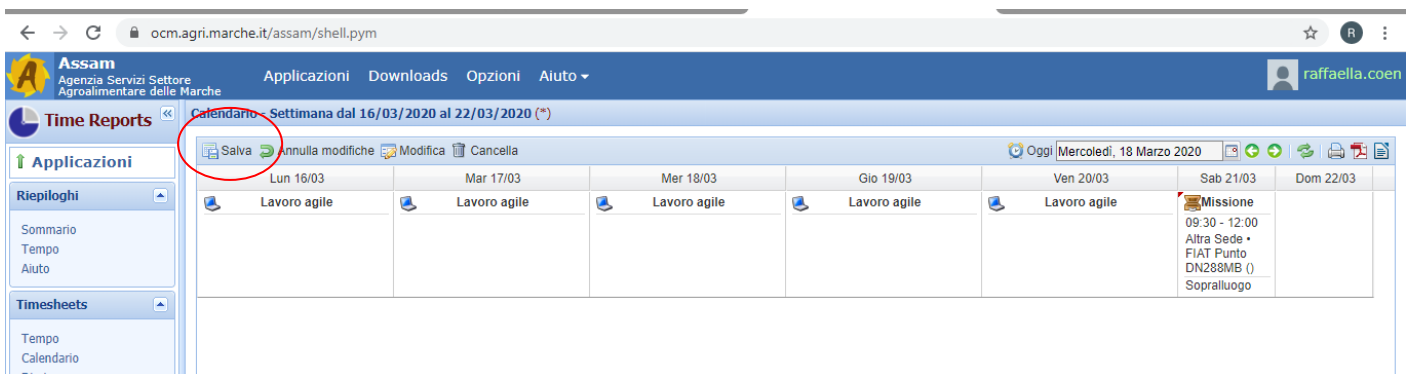 ocm.agri.marche.it/assam/shell.pym
R
Assam
Agenzia Servizi Settore
Agroalimentare delle Marche
Applicazioni Downloads Opzioni Aiuto
raffaella.coen
Time Reports
Calendario - Settimana dal 16/03/2020 al 22/03/2020 (*)
Salva Annulla modifiche Modifica Cancella
Oggi Mercoledì, 18 Marzo 2020
Applicazioni
Riepiloghi
Sommario
Tempo
Aiuto
Timesheets
Tempo
Calendario
Lun 16/03 Mar 17/03 Mer 18/03 Gio 19/03 Ven 20/03 Sab 21/03 Dom 22/03
Lavoro agile Lavoro agile Lavoro agile Lavoro agile Lavoro agile Missione
09:30 - 12:00
Altra Sede •
FIAT Punto
DN288MB ()
Sopralluogo